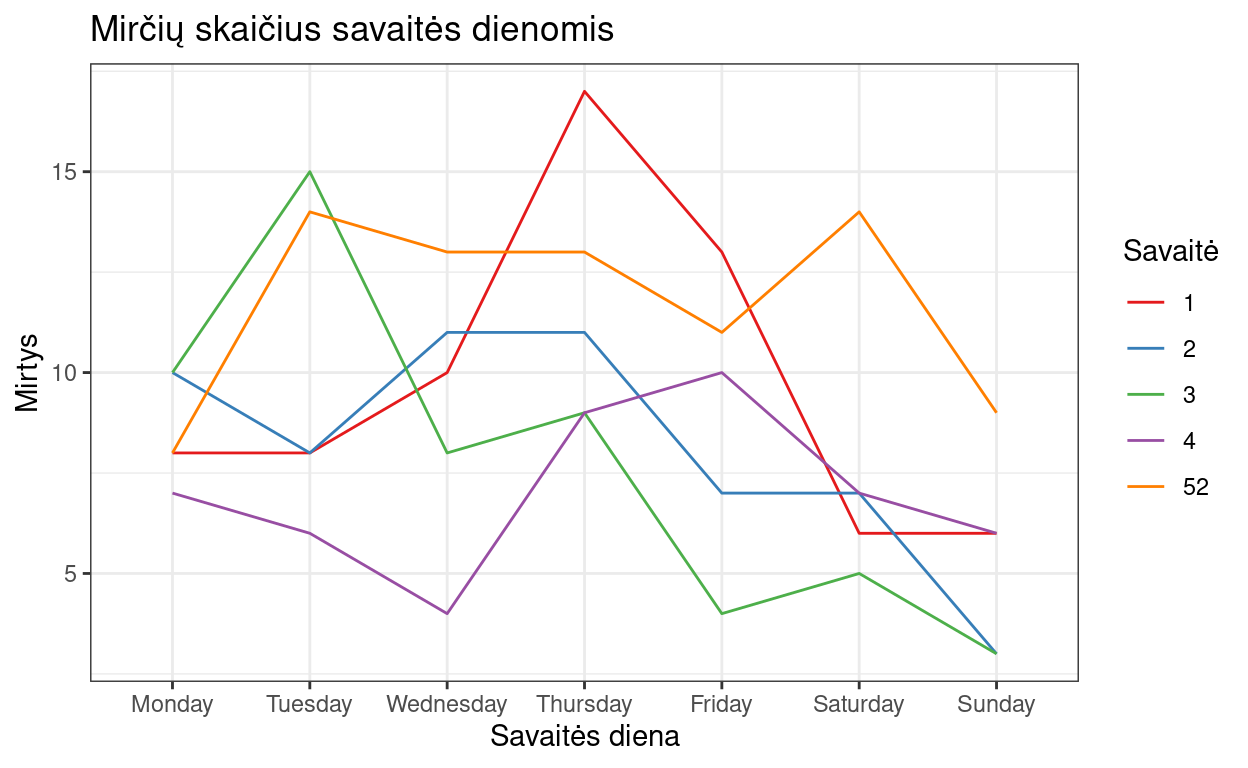 Mirčių skaičius savaitės dienomis
Mirtys
15
10
5
Monday Tuesday Wednesday Thursday Friday Saturday Sunday
Savaitės diena
Savaitė
1
2
3
4
52